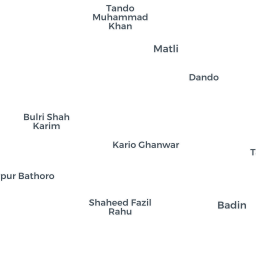 Tando
Muhammad
Khan
Matli
Dando
Bulri Shah
Karim
Kario Ghanwar
T
pur Bathoro
Shaheed Fazil
Rahu
Badin